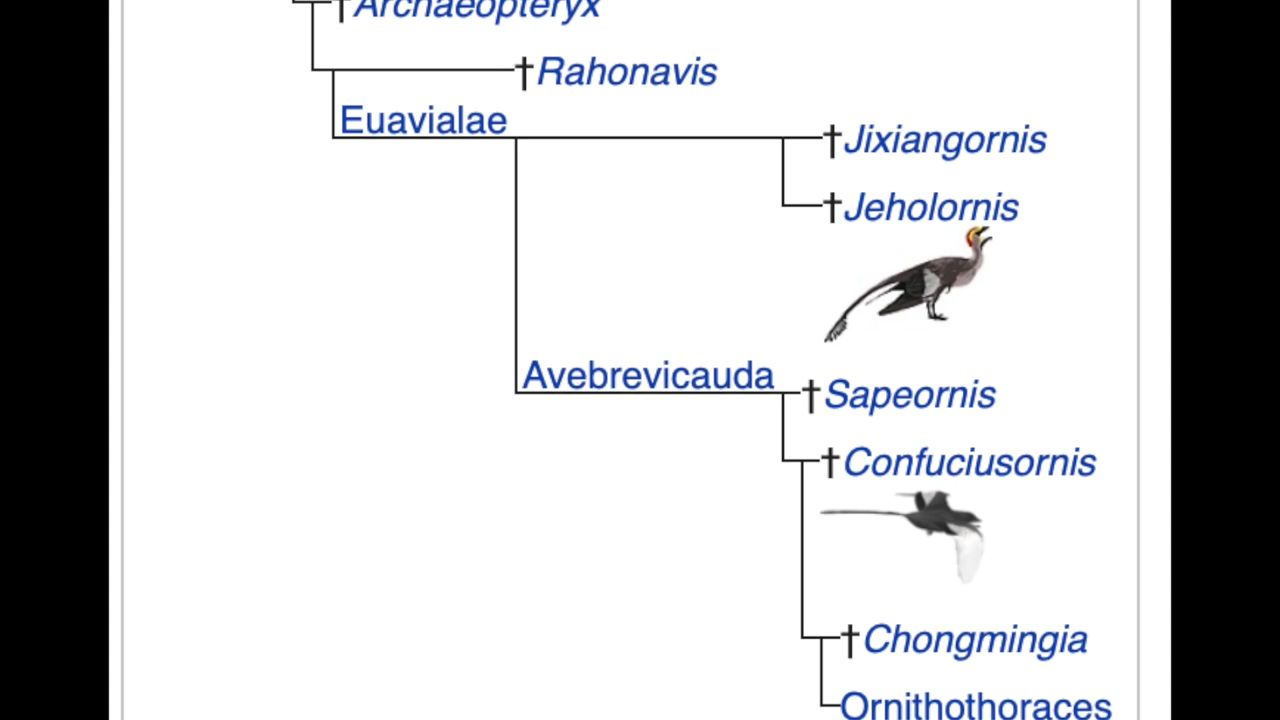 †Archaeopteryx
†Rahonavis
Euavialae
†Jixiangornis
†Jeholornis
Avebrevicauda
†Sapeornis
†Confuciusornis
†Chongmingia
Ornithothoraces